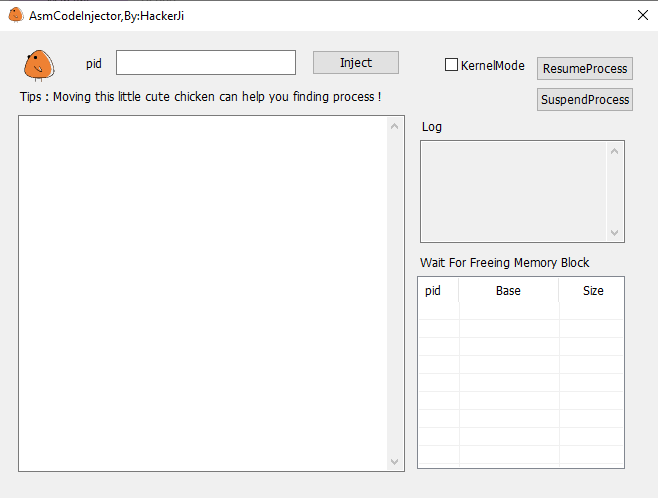 AsmCodeInjector,By:HackerJi
pid
Inject
KernelMode
ResumeProcess
SuspendProcess
Tips : Moving this little cute chicken can help you finding process !
Log
Wait For Freeing Memory Block
pid Base Size